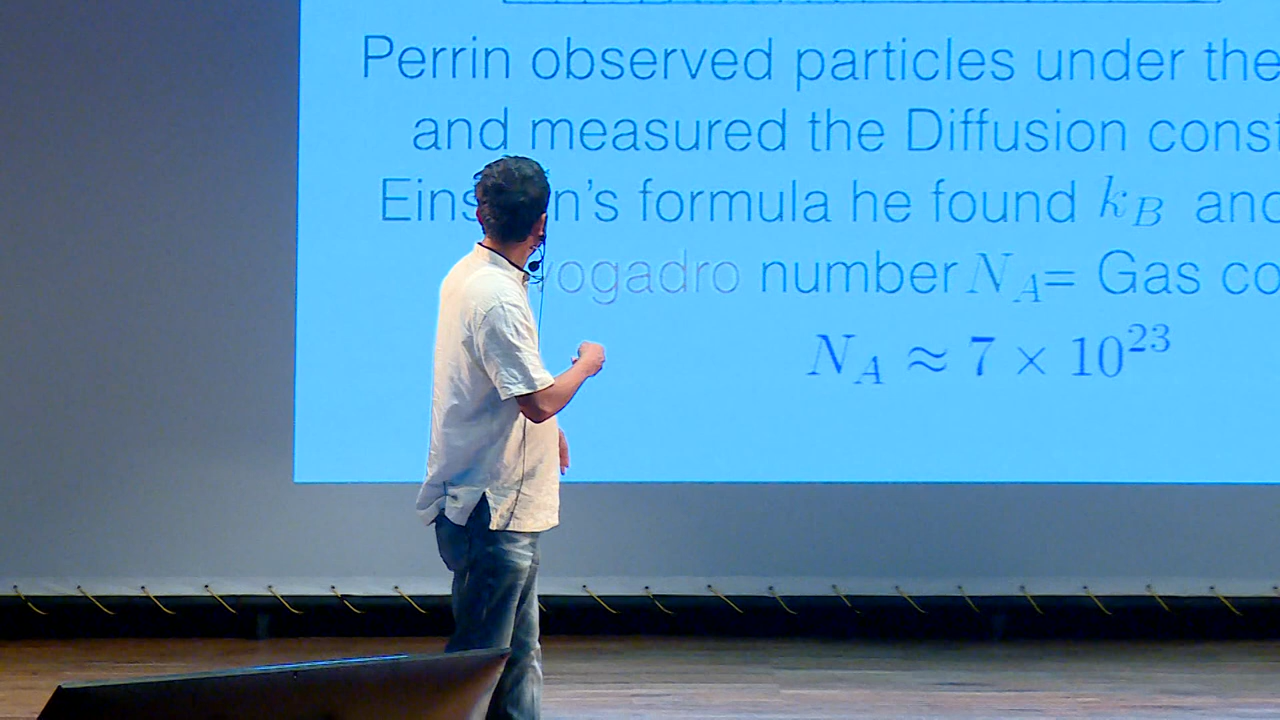 Perrin observed particles under the
and measured the Diffusion const
Eins n's formula he found k_B and
vogadro number N_A = Gas co
N_A ≈ 7 × 10^23